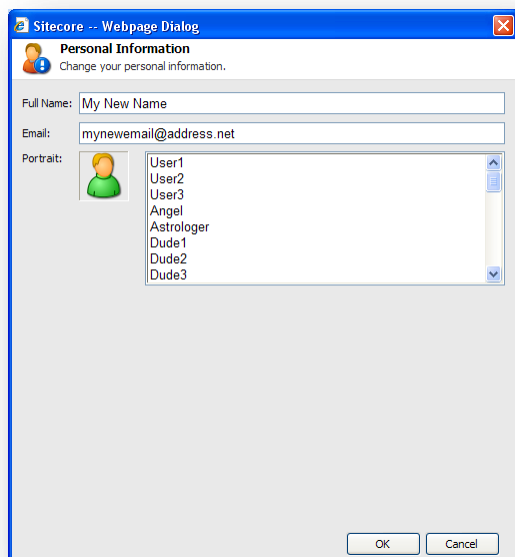 Sitecore -- Webpage Dialog
Personal Information
Change your personal information.
Full Name: My New Name
Email: mynewemail@address.net
Portrait:
User1
User2
User3
Angel
Astrologer
Dude1
Dude2
Dude3
OK Cancel